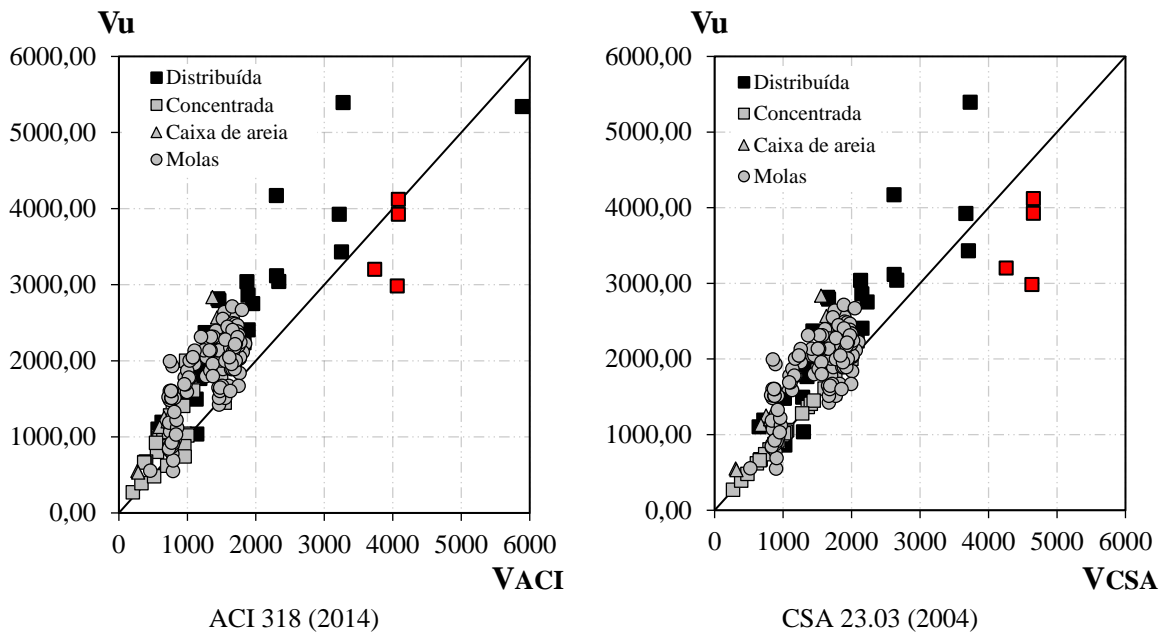 Vu
6000,00
5000,00
4000,00
3000,00
2000,00
1000,00
0,00
Distribuída
Concentrada
Caixa de areia
Molas
0 1000 2000 3000 4000 5000 6000
VACI
ACI 318 (2014)
Vu
6000,00
5000,00
4000,00
3000,00
2000,00
1000,00
0,00
Distribuída
Concentrada
Caixa de areia
Molas
0 1000 2000 3000 4000 5000 6000
VCSA
CSA 23.03 (2004)